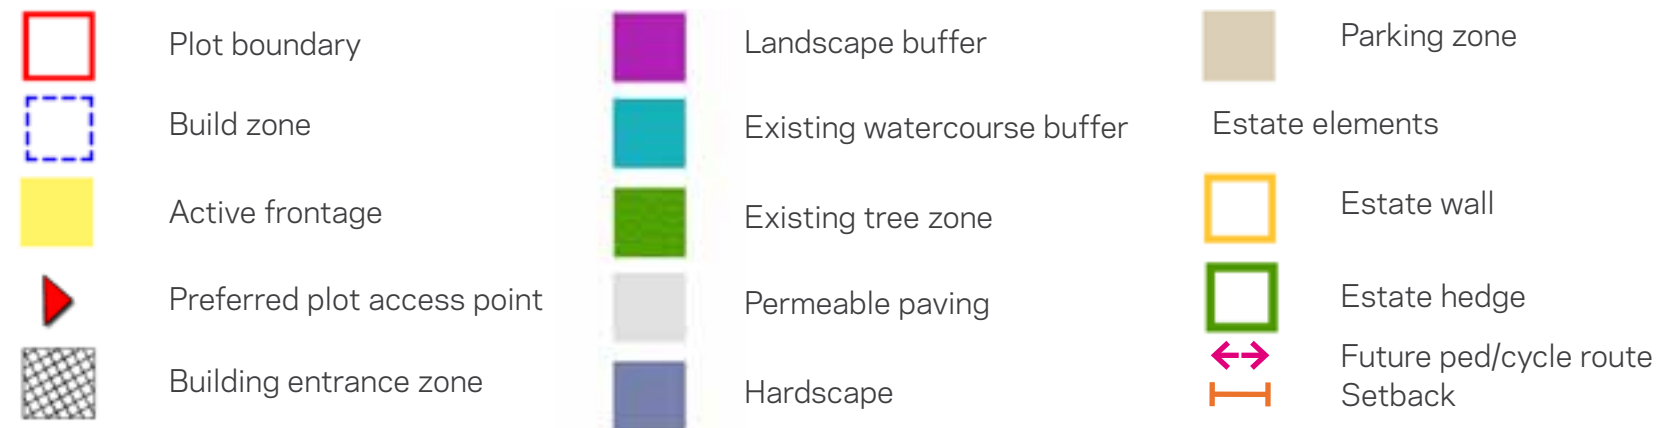 Plot boundary
Build zone
Active frontage
Preferred plot access point
Building entrance zone
Landscape buffer
Existing watercourse buffer
Existing tree zone
Permeable paving
Hardscape
Parking zone
Estate elements
Estate wall
Estate hedge
Future ped/cycle route
Setback